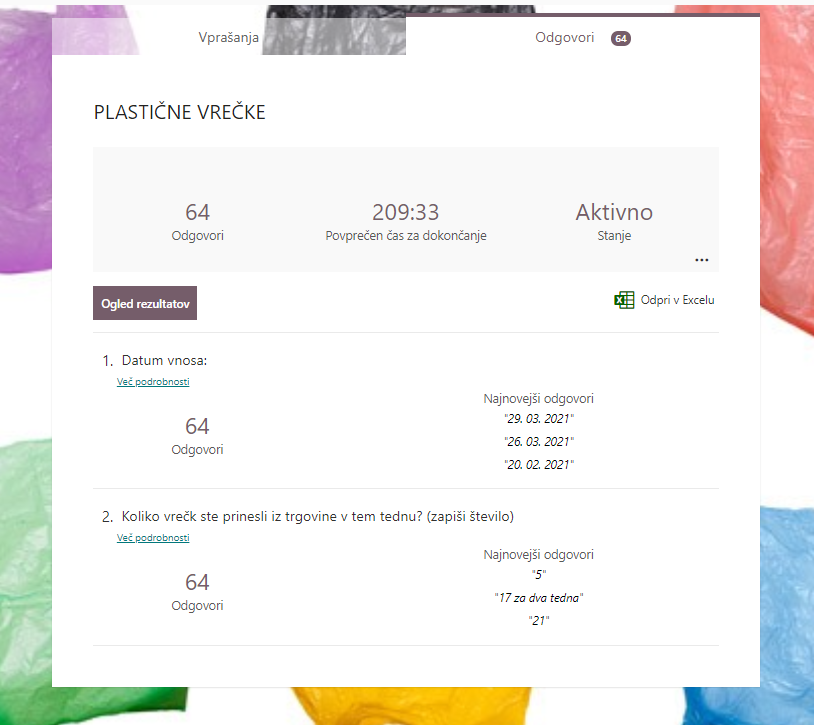 Vprašanja
Odgovori 64
PLASTIČNE VREČKE
64
Odgovori
209:33
Povprečen čas za dokončanje
Aktivno
Stanje
...
Ogled rezultatov
Odpri v Excelu
1. Datum vnosa:
Več podrobnosti
64
Odgovori
Najnovejši odgovori
"29. 03. 2021"
"26. 03. 2021"
"20. 02. 2021"
2. Koliko vrečk ste prinesli iz trgovine v tem tednu? (zapiši število)
Več podrobnosti
64
Odgovori
Najnovejši odgovori
"5"
"17 za dva tedna"
"21"